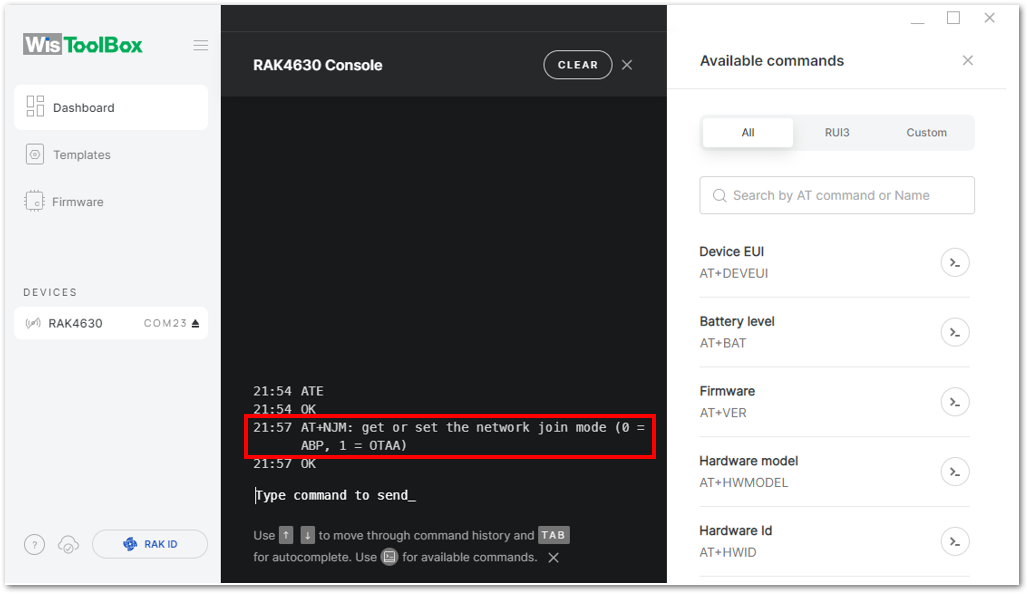 WisToolBox
Dashboard
Templates
Firmware
DEVICES
RAK4630 COM23
?
RAK ID
RAK4630 Console
CLEAR
21:54 ATE
21:54 OK
21:57 AT+NJM: get or set the network join mode (0 =
ABP, 1 = OTAA)
21:57 OK
Type command to send_
Use ↑ ↓ to move through command history and TAB
for autocomplete. Use for available commands.
Available commands
All RUI3 Custom
Search by AT command or Name
Device EUI
AT+DEVEUI
Battery level
AT+BAT
Firmware
AT+VER
Hardware model
AT+HWMODEL
Hardware Id
AT+HWID